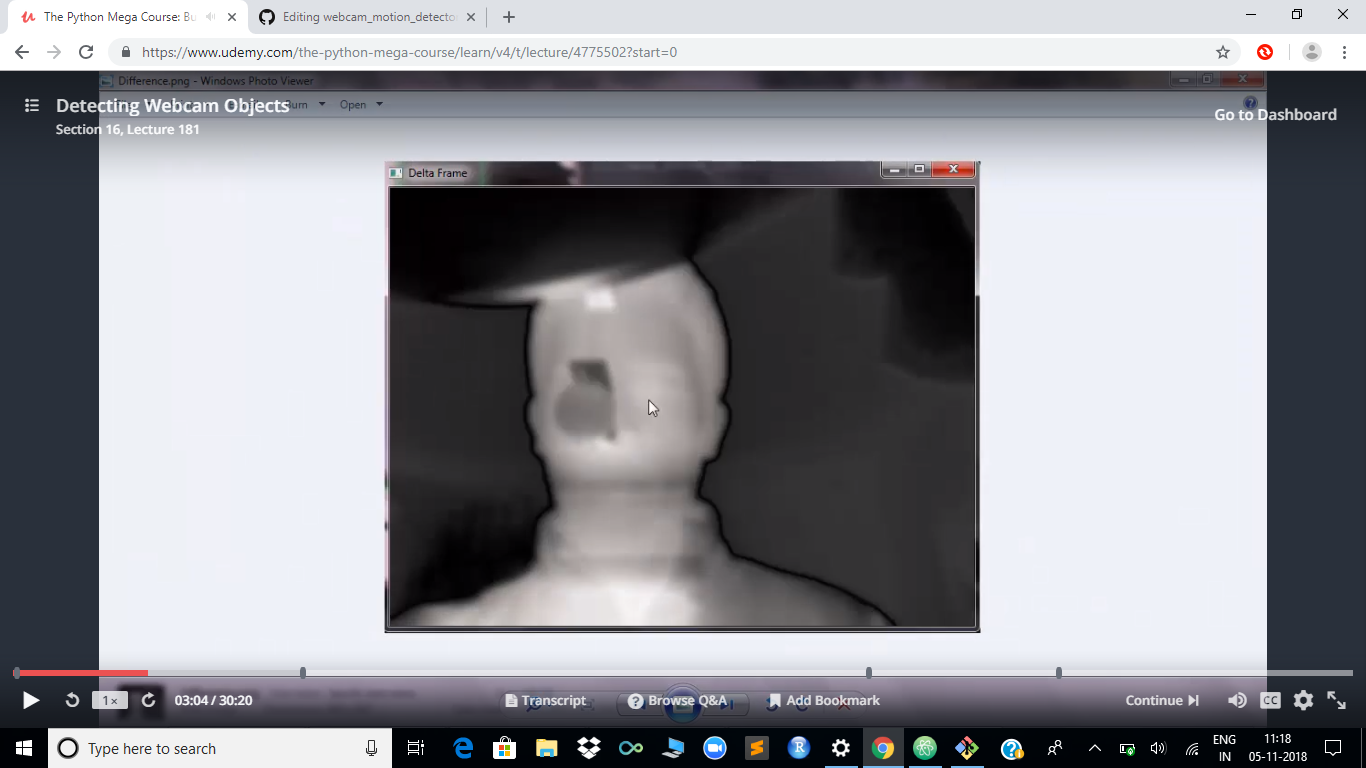 The Python Mega Course: Bu
Editing webcam_motion_detecto
https://www.udemy.com/the-python-mega-course/learn/v4/t/lecture/4775502?start=0
Difference.png - Windows Photo Viewer
Detecting Webcam Objects
Open
Section 16, Lecture 181
Go to Dashboard
Delta Frame
1×
03:04 / 30:20
Transcript
Browse Q&A
Add Bookmark
Continue
CC
Type here to search
ENG
IN
11:18
05-11-2018